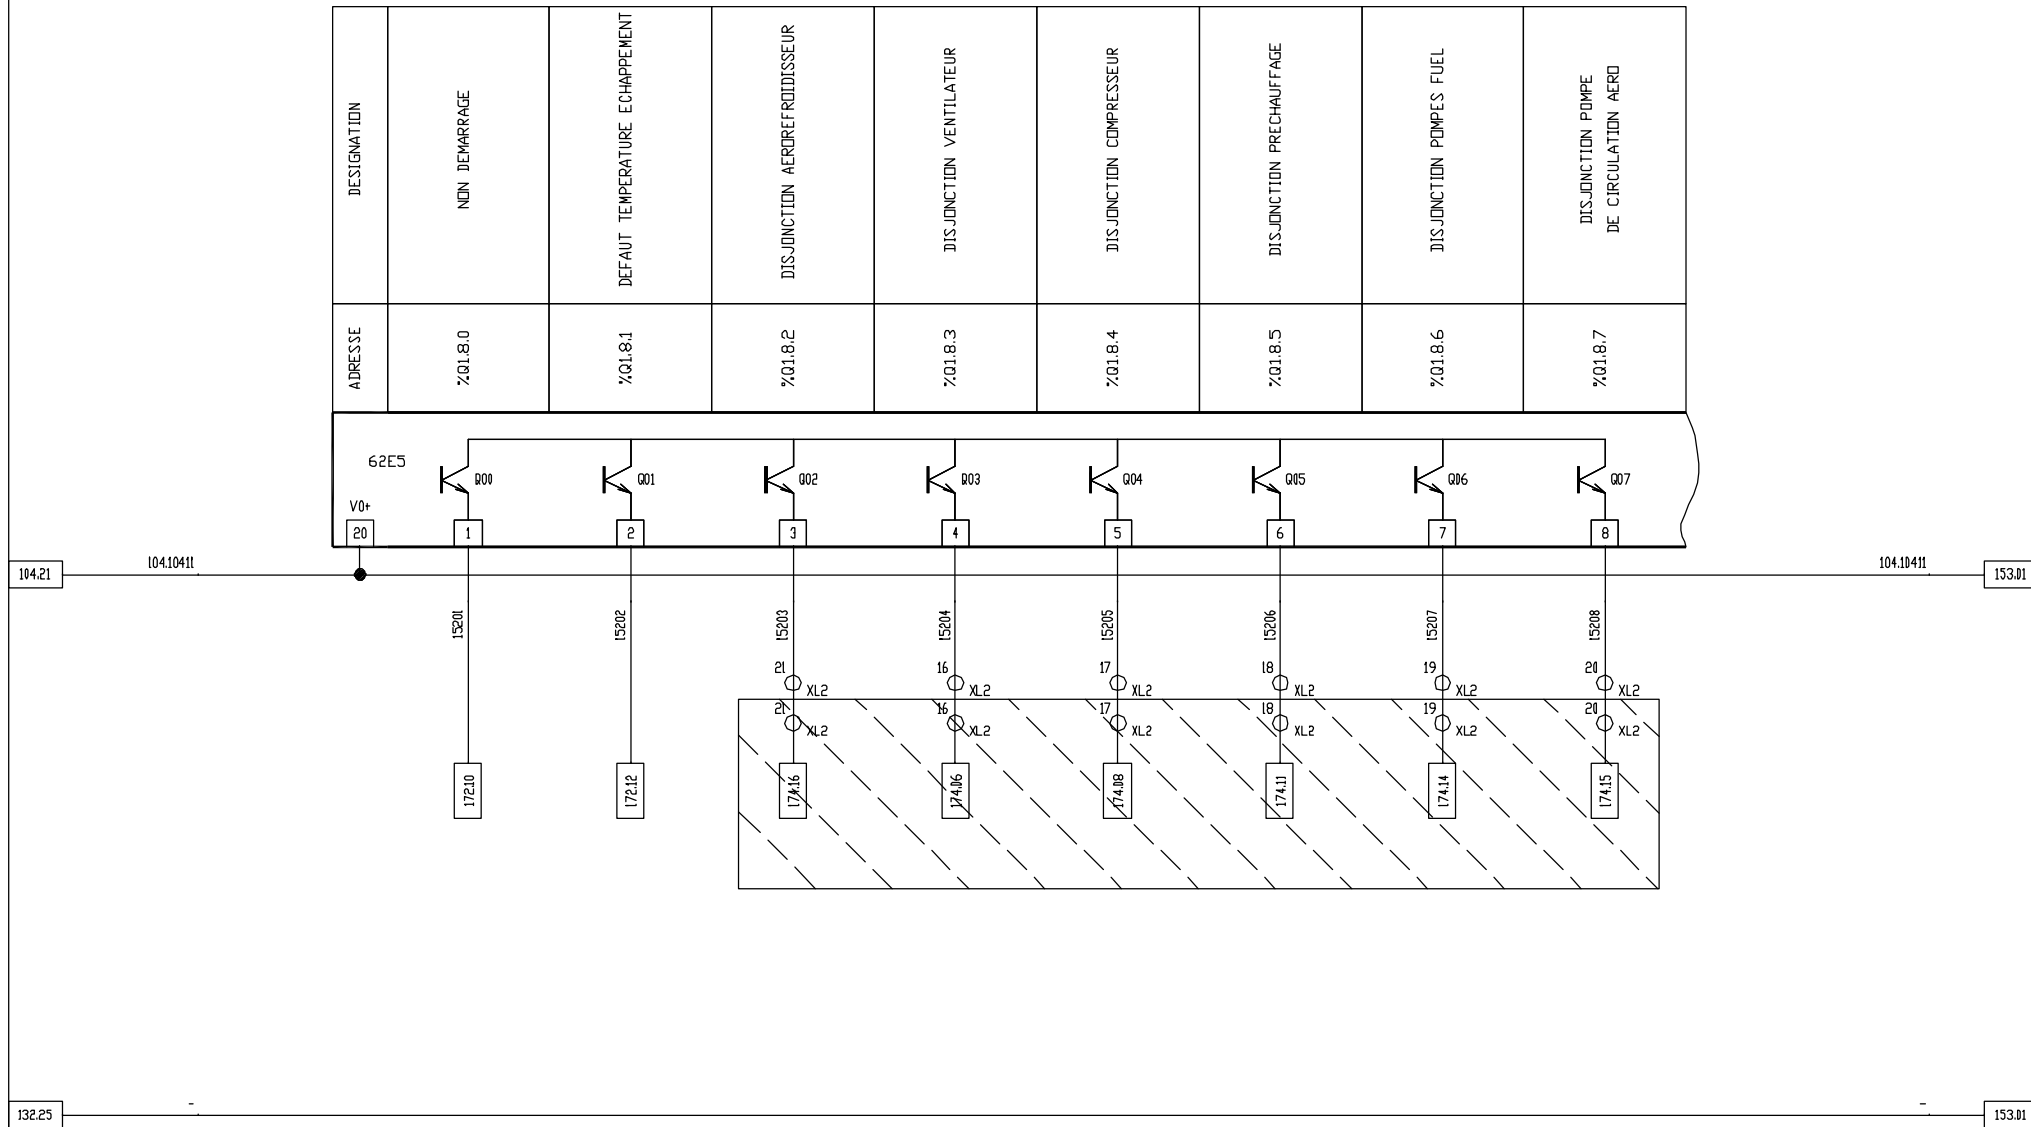 DESIGNATION
NON DEMARRAGE
DEFAUT TEMPERATURE ECHAPPEMENT
DISJONCTION AEROREFROIDISSEUR
DISJONCTION VENTILATEUR
DISJONCTION COMPRESSEUR
DISJONCTION PRECHAUFFAGE
DISJONCTION POMPES FUEL
DISJONCTION POMPE
DE CIRCULATION AERO
ADRESSE
%Q1.8.0
%Q1.8.1
%Q1.8.2
%Q1.8.3
%Q1.8.4
%Q1.8.5
%Q1.8.6
%Q1.8.7
62E5
Q00
Q01
Q02
Q03
Q04
Q05
Q06
Q07
V0+
20
1
2
3
4
5
6
7
8
104.21
104.10411
104.10411
153.01
15201
15202
15203
15204
15205
15206
15207
15208
21
XL2
16
XL2
17
XL2
18
XL2
19
XL2
20
XL2
21
XL2
16
XL2
17
XL2
18
XL2
19
XL2
20
XL2
172.10
172.12
174.16
174.06
174.08
174.11
174.14
174.15
132.25
-
-
153.01